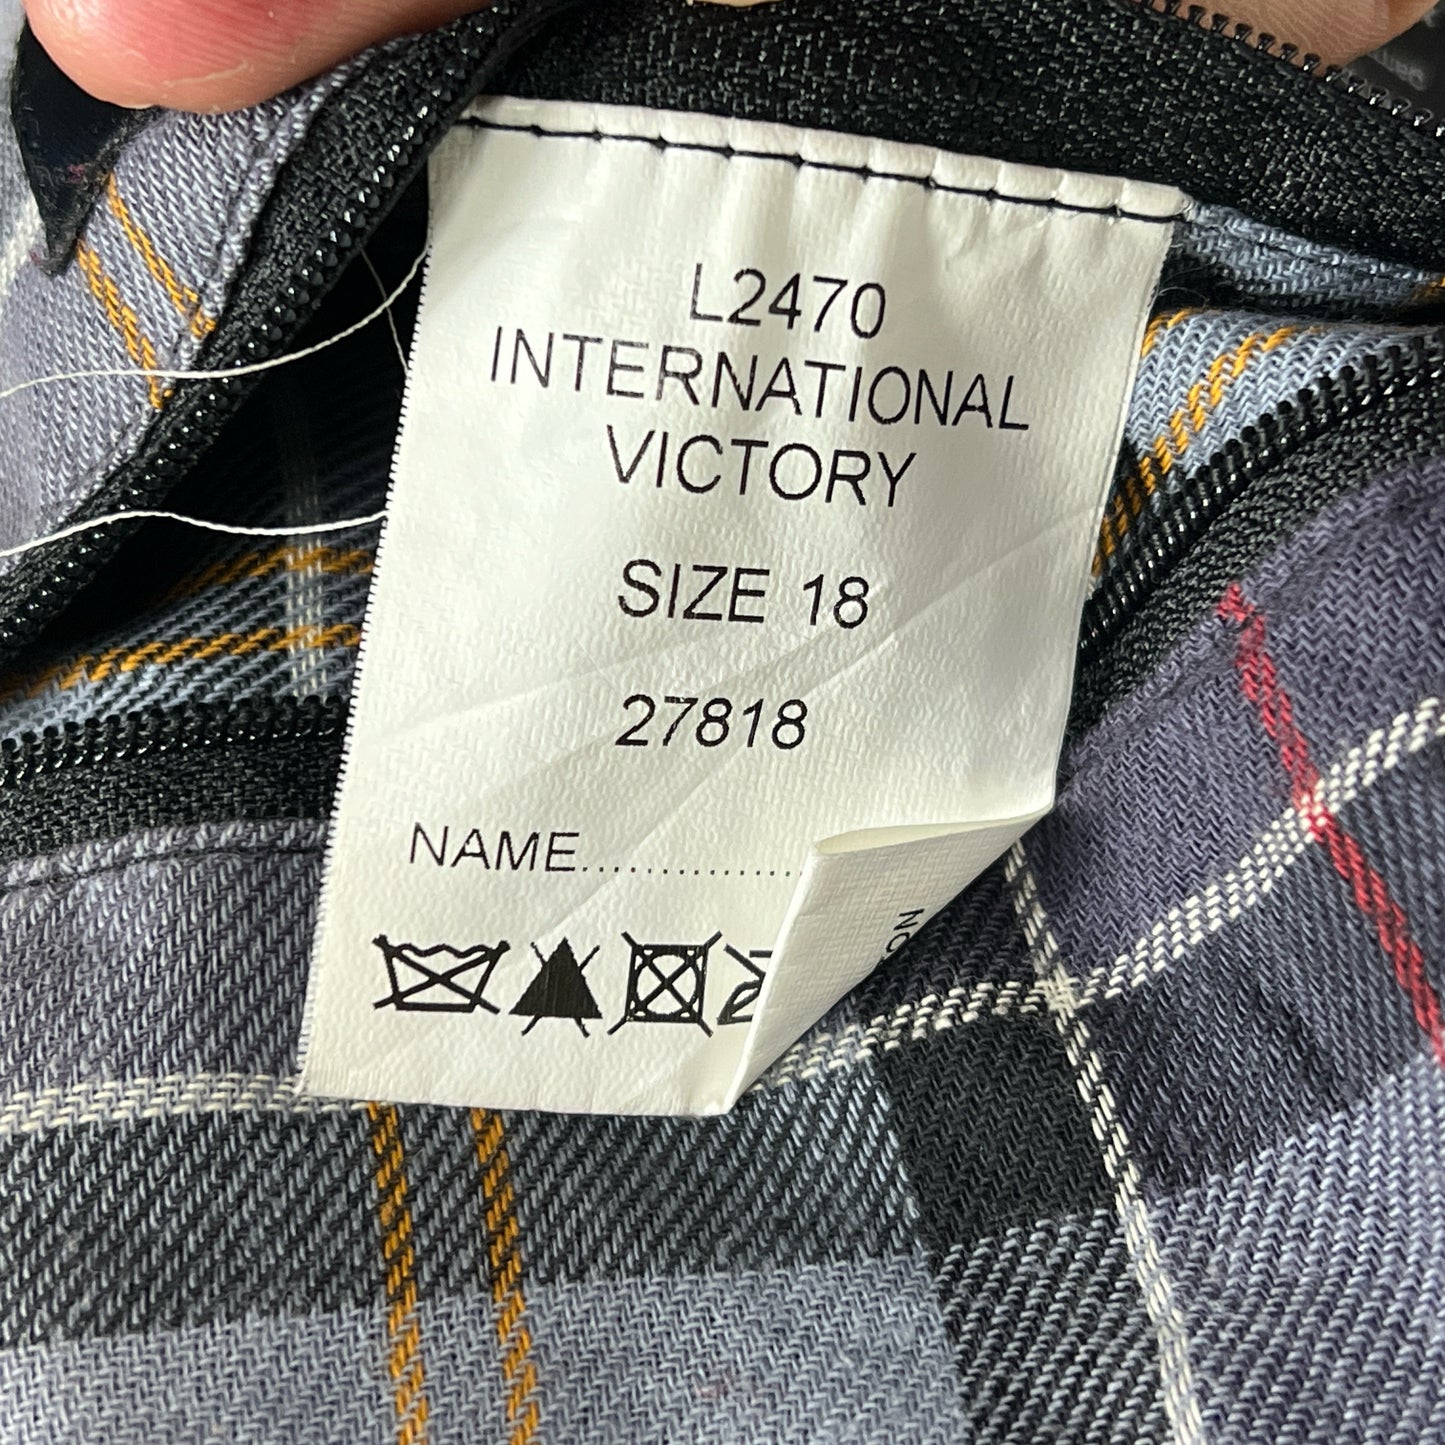 L2470
INTERNATIONAL
VICTORY
SIZE 18
27818
NAME................